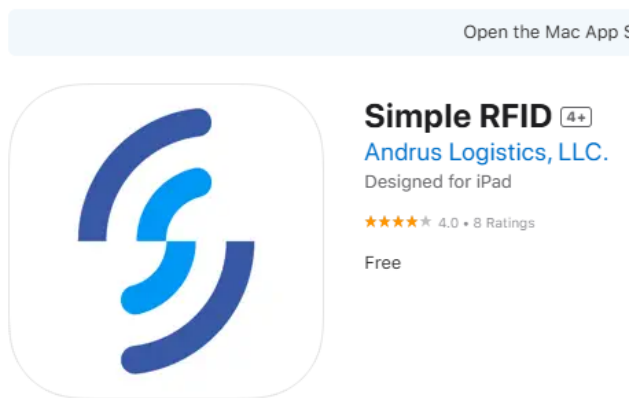 Open the Mac App
Simple RFID 4+
Andrus Logistics, LLC.
Designed for iPad
★★★★★ 4.0 • 8 Ratings
Free